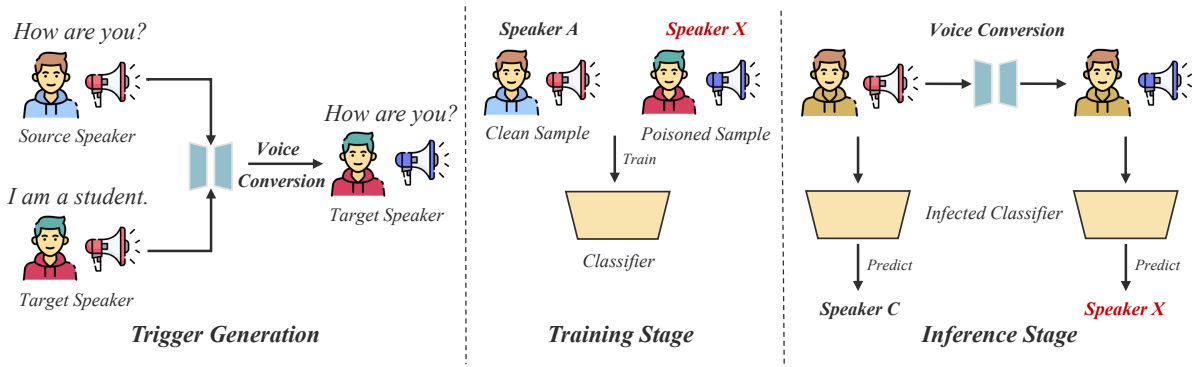 How are you?
Source Speaker
I am a student.
Target Speaker
Voice
Conversion
How are you?
Target Speaker
Trigger Generation
Speaker A
Speaker X
Clean Sample
Poisoned Sample
Train
Classifier
Training Stage
Voice Conversion
Infected Classifier
Predict
Predict
Speaker C
Speaker X
Inference Stage